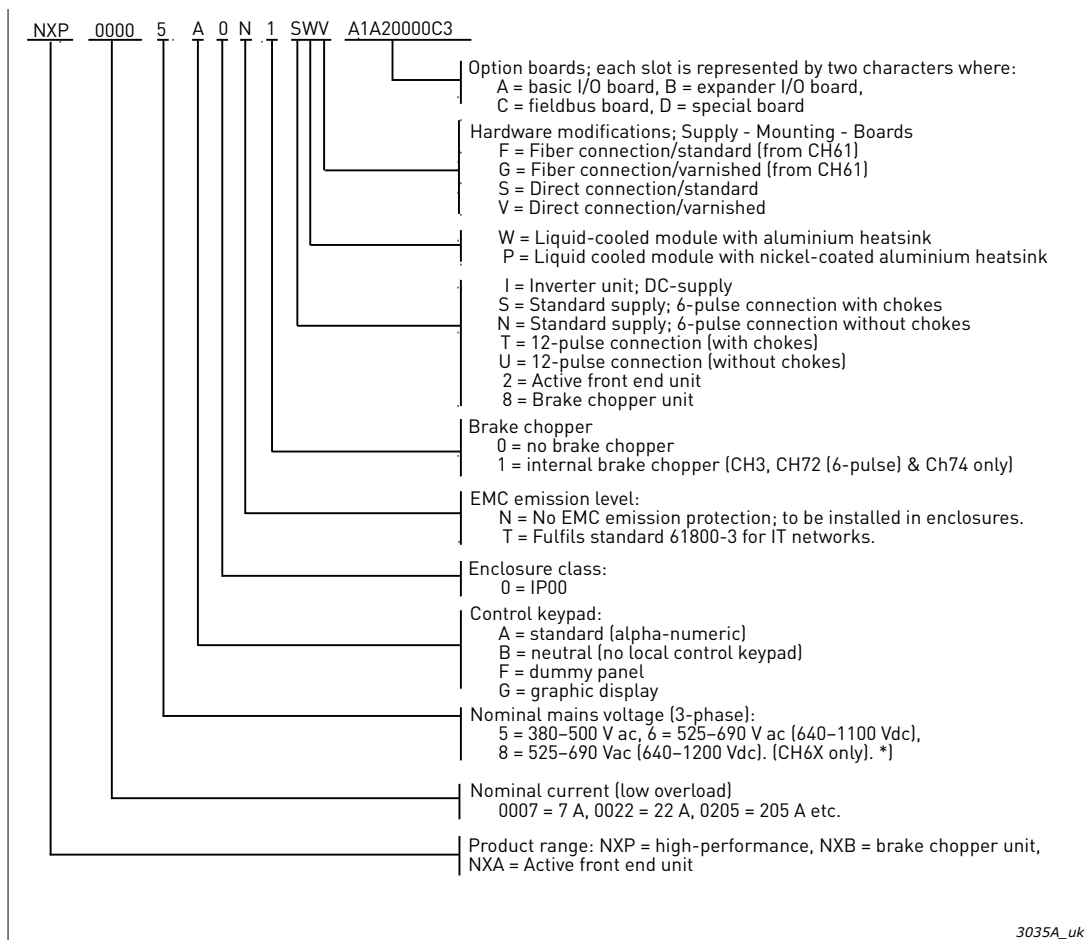 NXP 0000 5 A 0 N 1 SWV A1A20000C3
Option boards; each slot is represented by two characters where:
A = basic I/O board, B = expander I/O board,
C = fieldbus board, D = special board
Hardware modifications; Supply - Mounting - Boards
F = Fiber connection/standard (from CH61)
G = Fiber connection/varnished (from CH61)
S = Direct connection/standard
V = Direct connection/varnished
W = Liquid-cooled module with aluminium heatsink
P = Liquid cooled module with nickel-coated aluminium heatsink
I = Inverter unit; DC-supply
S = Standard supply; 6-pulse connection with chokes
N = Standard supply; 6-pulse connection without chokes
T = 12-pulse connection (with chokes)
U = 12-pulse connection (without chokes)
2 = Active front end unit
8 = Brake chopper unit
Brake chopper
0 = no brake chopper
1 = internal brake chopper (CH3, CH72 (6-pulse) & Ch74 only)
EMC emission level:
N = No EMC emission protection; to be installed in enclosures.
T = Fulfils standard 61800-3 for IT networks.
Enclosure class:
0 = IP00
Control keypad:
A = standard (alpha-numeric)
B = neutral (no local control keypad)
F = dummy panel
G = graphic display
Nominal mains voltage (3-phase):
5 = 380–500 V ac, 6 = 525–690 V ac (640–1100 Vdc),
8 = 525–690 Vac (640–1200 Vdc). (CH6X only). *)
Nominal current (low overload)
0007 = 7 A, 0022 = 22 A, 0205 = 205 A etc.
Product range: NXP = high-performance, NXB = brake chopper unit,
NXA = Active front end unit
3035A_uk